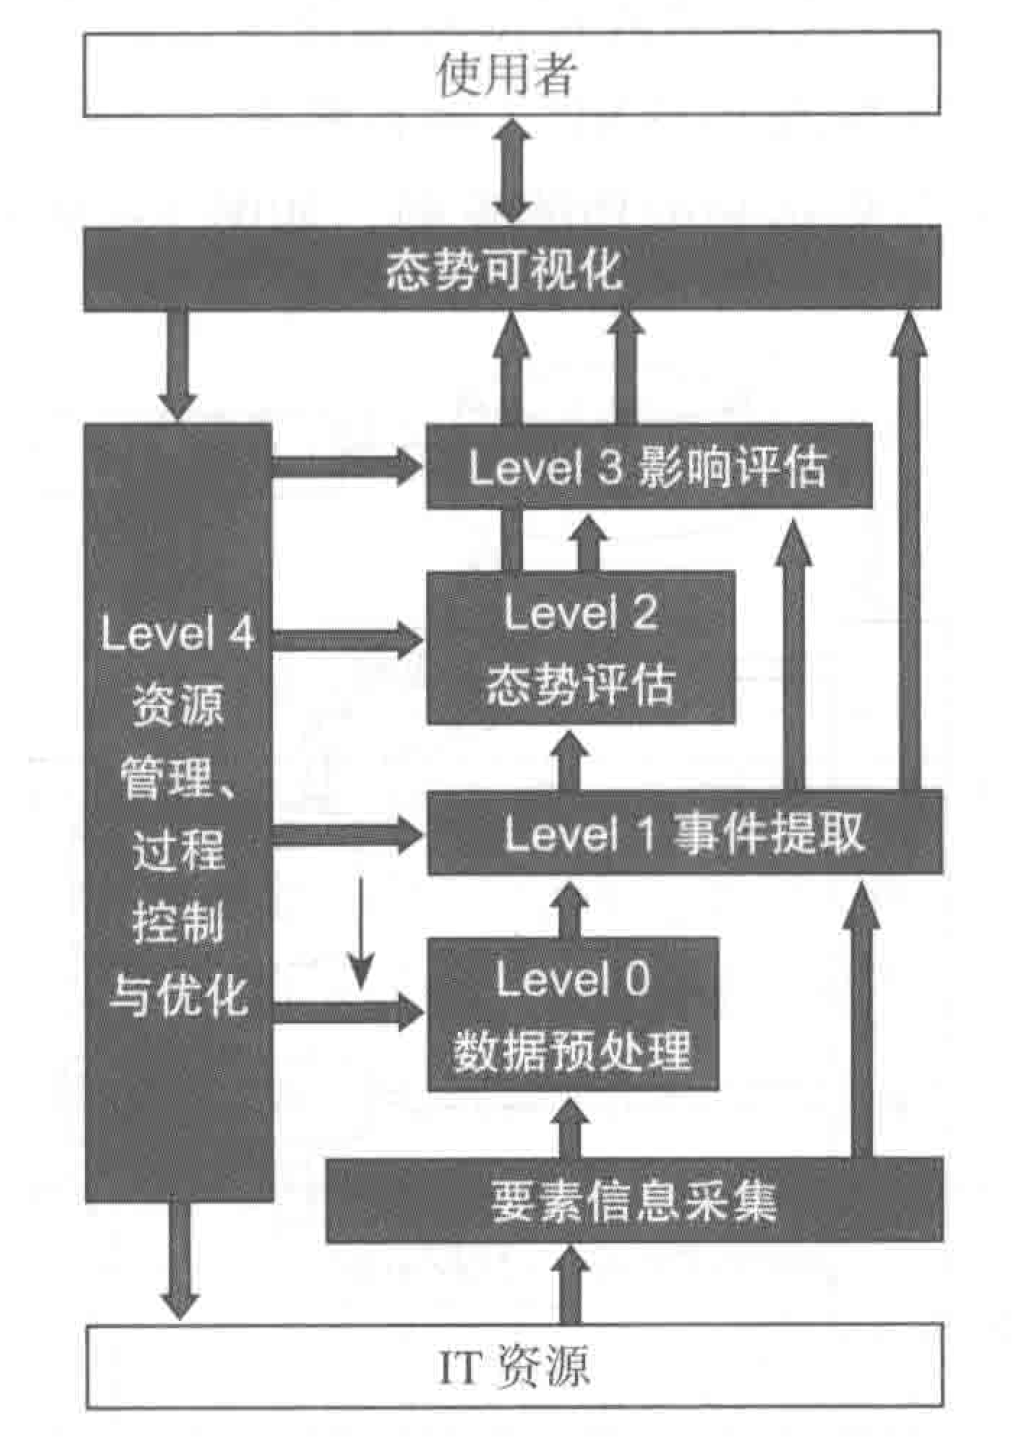 使用者
态势可视化
Level 3 影响评估
Level 2
态势评估
Level 4
资源
管理、
过程
控制
与优化
Level 1 事件提取
Level 0
数据预处理
要素信息采集
IT 资源